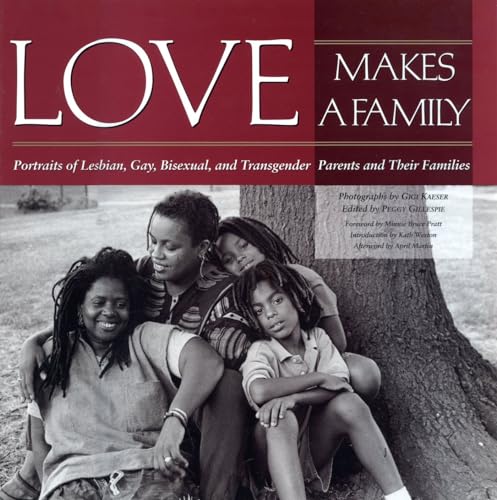 LOVE
MAKES
A FAMILY
Portraits of Lesbian, Gay, Bisexual, and Transgender Parents and Their Families
Photographs by GIGI KAESER
Edited by PEGGY GILLESPIE
Foreword by Minnie Bruce Pratt
Introduction by Kath Weston
Afterword by April Martin